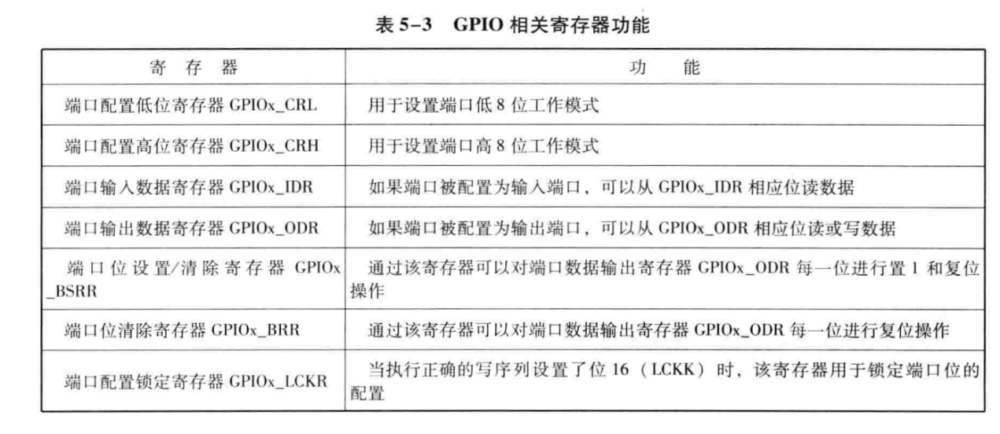 表 5-3 GPIO 相关寄存器功能
寄 存 器 功 能
端口配置低位寄存器 GPIOx_CRL 用于设置端口低 8 位工作模式
端口配置高位寄存器 GPIOx_CRH 用于设置端口高 8 位工作模式
端口输入数据寄存器 GPIOx_IDR 如果端口被配置为输入端口，可以从 GPIOx_IDR 相应位读数据
端口输出数据寄存器 GPIOx_ODR 如果端口被配置为输出端口，可以从 GPIOx_ODR 相应位读或写数据
端口位设置/清除寄存器 GPIOx
_BSRR
通过该寄存器可以对端口数据输出寄存器 GPIOx_ODR 每一位进行置 1 和复位
操作
端口位清除寄存器 GPIOx_BRR 通过该寄存器可以对端口数据输出寄存器 GPIOx_ODR 每一位进行复位操作
端口配置锁定寄存器 GPIOx_LCKR
当执行正确的写序列设置了位 16（LCKK）时，该寄存器用于锁定端口位的
配置